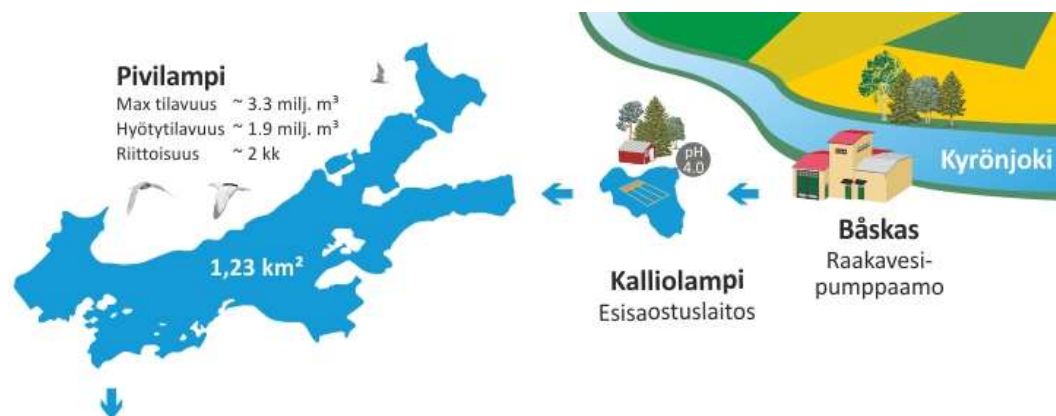 Pivilampi
Max tilavuus ~ 3.3 milj. m³
Hyötytilavuus ~ 1.9 milj. m³
Riittoisuus ~ 2 kk
1,23 km²
pH
4.0
Kalliolampi
Esisaostuslaitos
Kyrönjoki
Båskas
Raakavesi-
pumppaamo